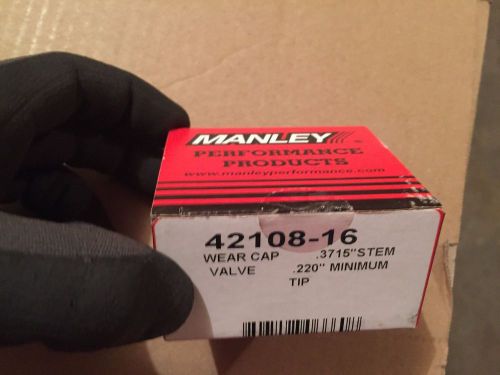 MANLEY
PERFORMANCE
PRODUCTS
www.manleyperformance.com
42108-16
WEAR CAP .3715"STEM
VALVE .220" MINIMUM
TIP